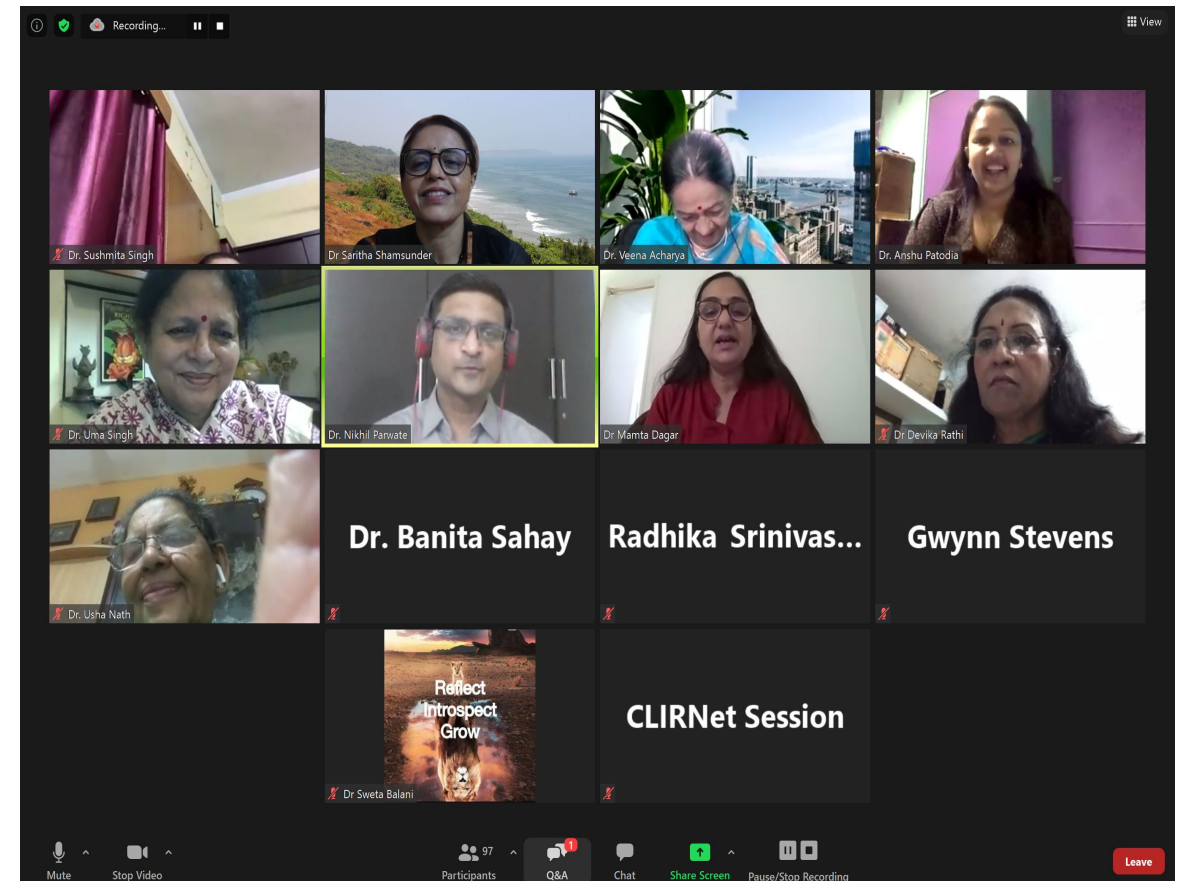 Recording...
View
Dr. Sushmita Singh
Dr Saritha Shamsunder
Dr. Veena Acharya
Dr. Anshu Patodia
Dr. Uma Singh
Dr. Nikhil Parwate
Dr Mamta Dagar
Dr Devika Rathi
Dr. Usha Nath
Dr. Banita Sahay
Radhika Srinivas...
Gwynn Stevens
Reflect
Introspect
Grow
Dr Sweta Balani
CLIRNet Session
97
1
Mute
Stop Video
Participants
Q&A
Chat
Share Screen
Pause/Stop Recording
Leave